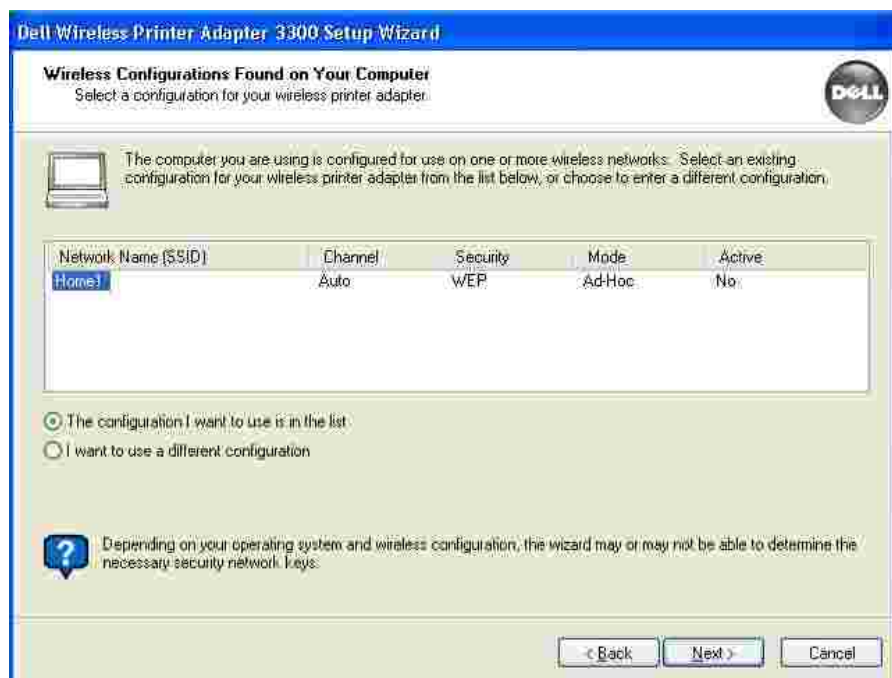 Dell Wireless Printer Adapter 3300 Setup Wizard
Wireless Configurations Found on Your Computer
Select a configuration for your wireless printer adapter.
DELL
The computer you are using is configured for use on one or more wireless networks. Select an existing
configuration for your wireless printer adapter from the list below, or choose to enter a different configuration.
Network Name (SSID) Channel Security Mode Active
Home1 Auto WEP Ad-Hoc No
The configuration I want to use is in the list
I want to use a different configuration
?
Depending on your operating system and wireless configuration, the wizard may or may not be able to determine the
necessary security network keys.
< Back Next > Cancel